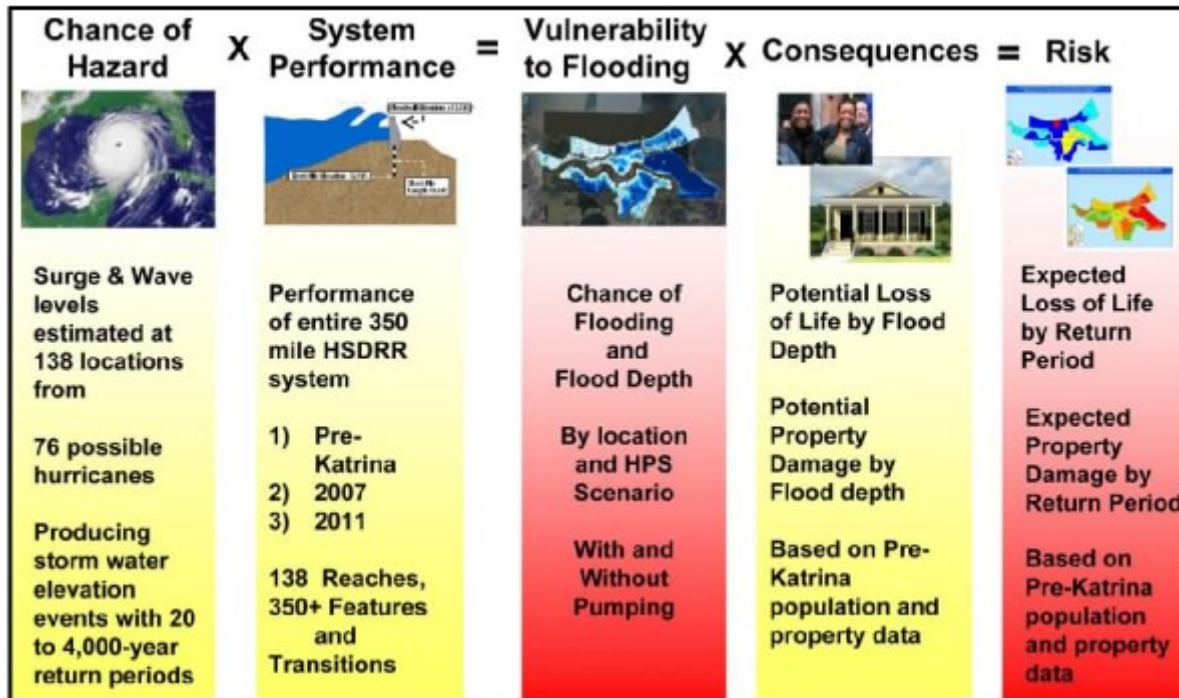 Chance of
Hazard
X
System
Performance
=
Vulnerability
to Flooding
X
Consequences
=
Risk
Surge & Wave
levels
estimated at
138 locations
from
76 possible
hurricanes
Producing
storm water
elevation
events with 20
to 4,000-year
return periods
Performance
of entire 350
mile HSDRR
system
1) Pre-
Katrina
2) 2007
3) 2011
138 Reaches,
350+ Features
and
Transitions
Chance of
Flooding
and
Flood Depth
By location
and HPS
Scenario
With and
Without
Pumping
Potential Loss
of Life by Flood
Depth
Potential
Property
Damage by
Flood depth
Based on Pre-
Katrina
population and
property data
Expected
Loss of Life
by Return
Period
Expected
Property
Damage by
Return Period
Based on
Pre-Katrina
population
and property
data